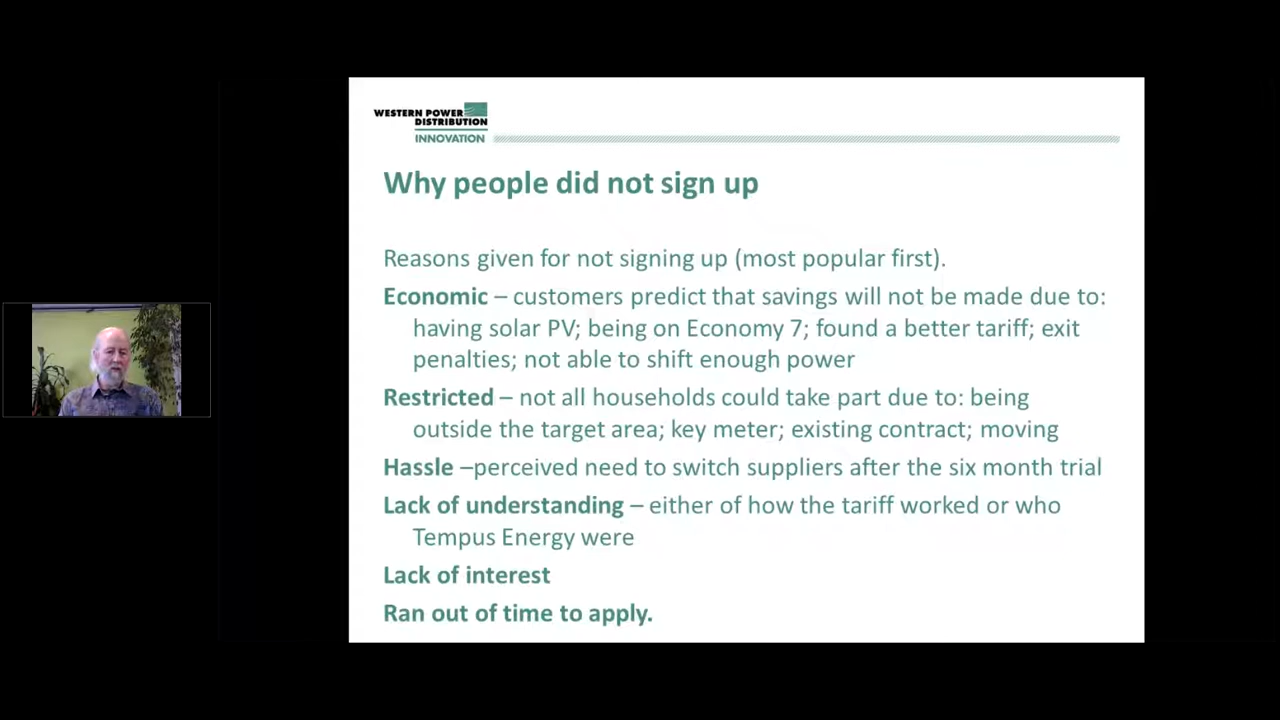 WESTERN POWER
DISTRIBUTION
INNOVATION
Why people did not sign up
Reasons given for not signing up (most popular first).
Economic – customers predict that savings will not be made due to:
having solar PV; being on Economy 7; found a better tariff; exit
penalties; not able to shift enough power
Restricted – not all households could take part due to: being
outside the target area; key meter; existing contract; moving
Hassle –perceived need to switch suppliers after the six month trial
Lack of understanding – either of how the tariff worked or who
Tempus Energy were
Lack of interest
Ran out of time to apply.